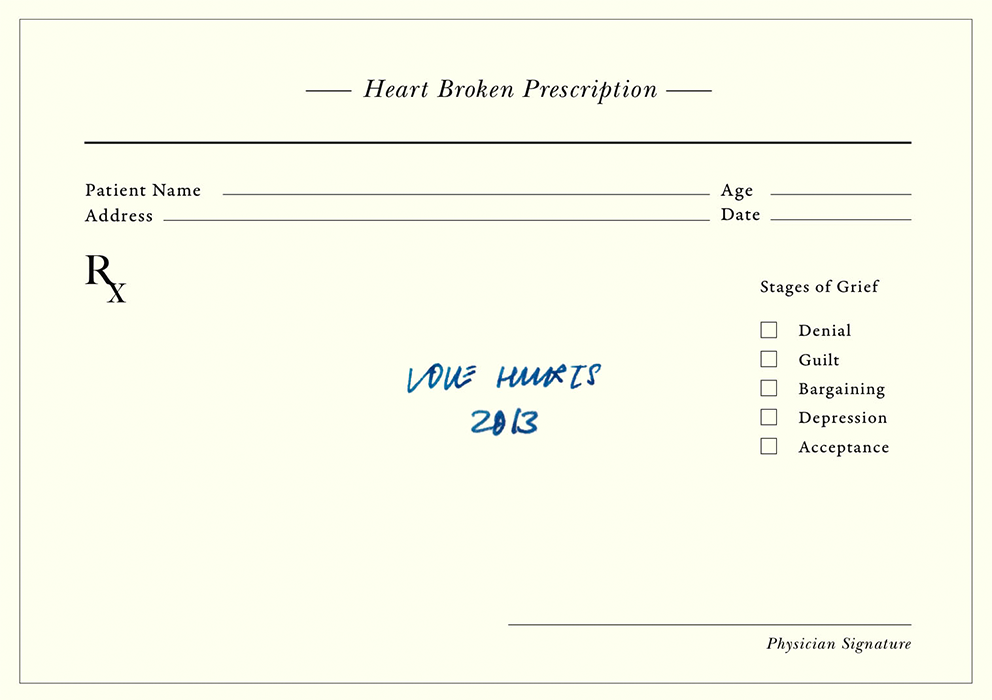 Heart Broken Prescription
Patient Name
Age
Address
Date
Rx
Stages of Grief
Denial
Guilt
Bargaining
Depression
Acceptance
LOVE HURTS
2013
Physician Signature